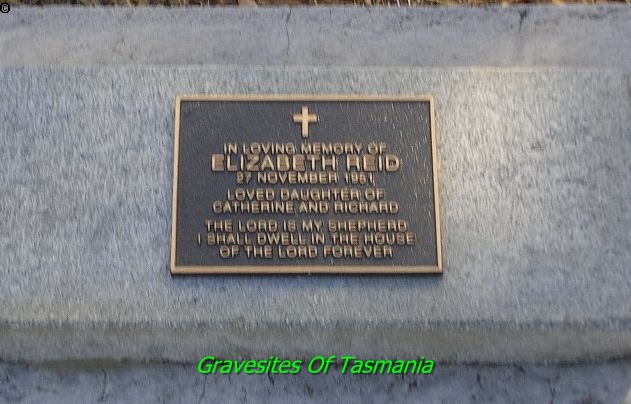 ©
IN LOVING MEMORY OF
ELIZABETH REID
27 NOVEMBER 1961
LOVED DAUGHTER OF
CATHERINE AND RICHARD
THE LORD IS MY SHEPHERD
I SHALL DWELL IN THE HOUSE
OF THE LORD FOREVER
Gravesites Of Tasmania